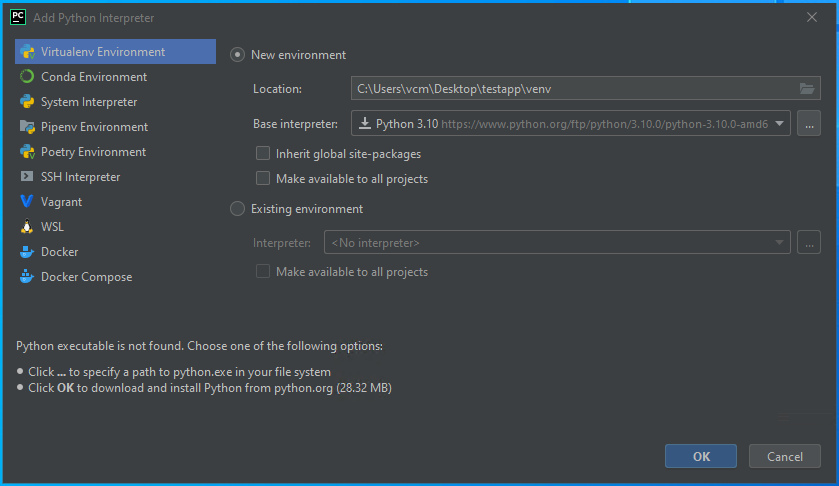 PC Add Python Interpreter
Virtualenv Environment
Conda Environment
System Interpreter
Pipenv Environment
Poetry Environment
SSH Interpreter
Vagrant
WSL
Docker
Docker Compose
New environment
Location: C:\Users\vcm\Desktop\testapp\venv
Base interpreter: Python 3.10 https://www.python.org/ftp/python/3.10.0/python-3.10.0-amd6 ...
Inherit global site-packages
Make available to all projects
Existing environment
Interpreter: <No interpreter> ...
Make available to all projects
Python executable is not found. Choose one of the following options:
• Click ... to specify a path to python.exe in your file system
• Click OK to download and install Python from python.org (28.32 MB)
OK Cancel